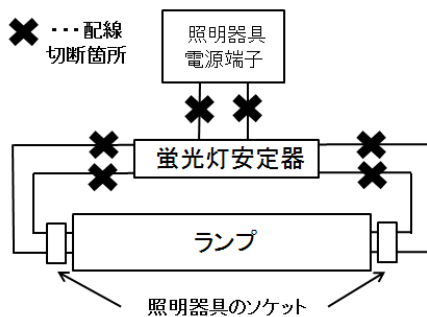 ・・・配線
切断箇所
照明器具
電源端子
蛍光灯安定器
ランプ
照明器具のソケット